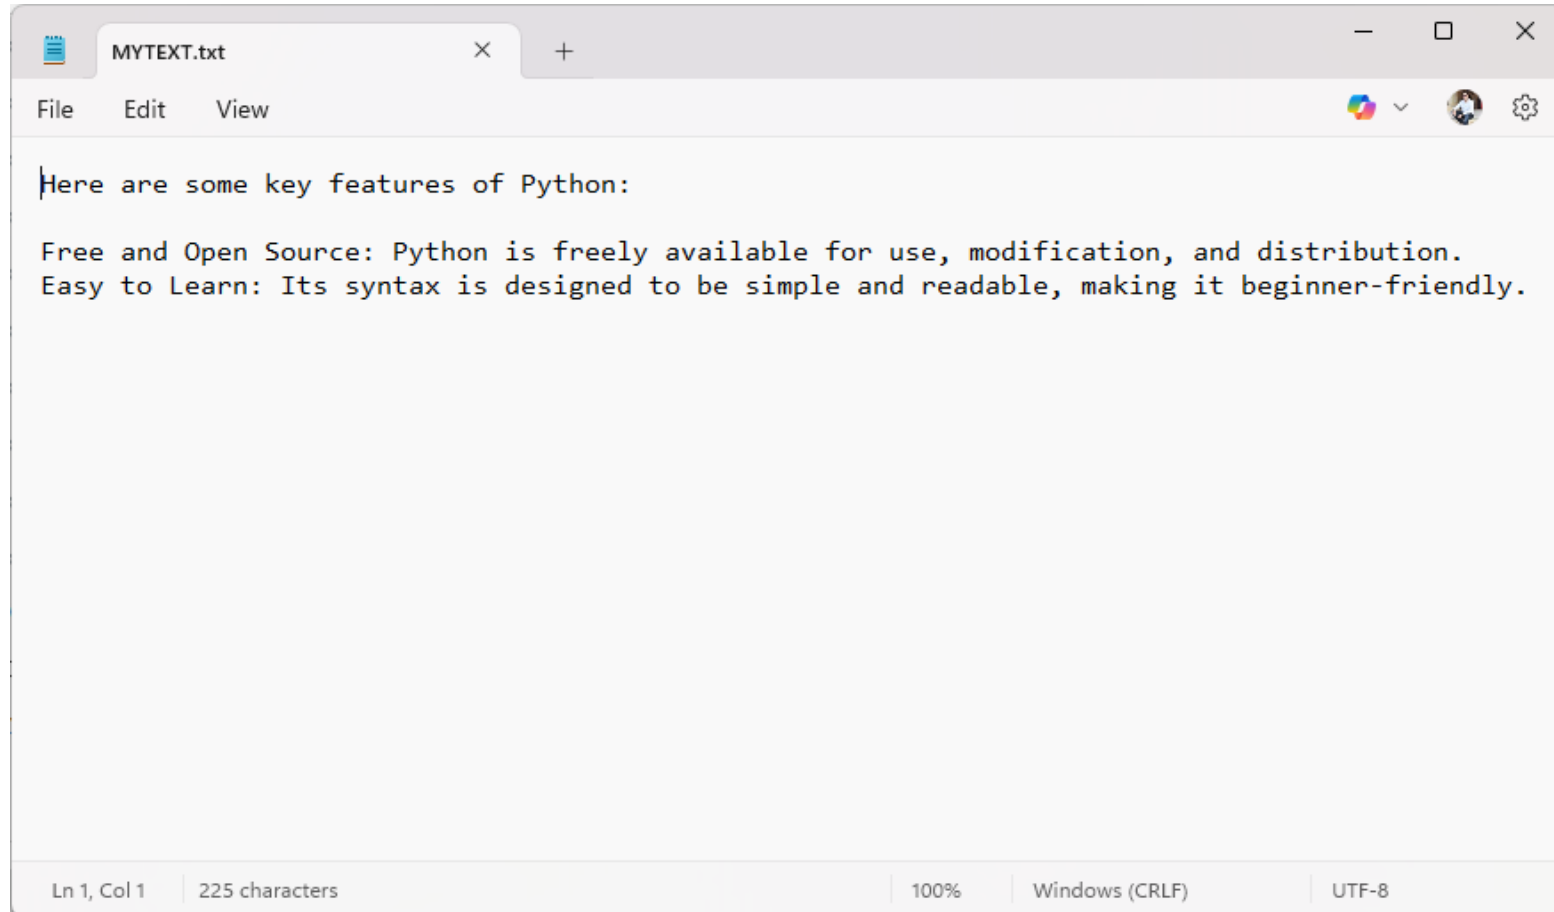 MYTEXT.txt
File Edit View
Here are some key features of Python:
Free and Open Source: Python is freely available for use, modification, and distribution.
Easy to Learn: Its syntax is designed to be simple and readable, making it beginner-friendly.
Ln 1, Col 1 225 characters 100% Windows (CRLF) UTF-8